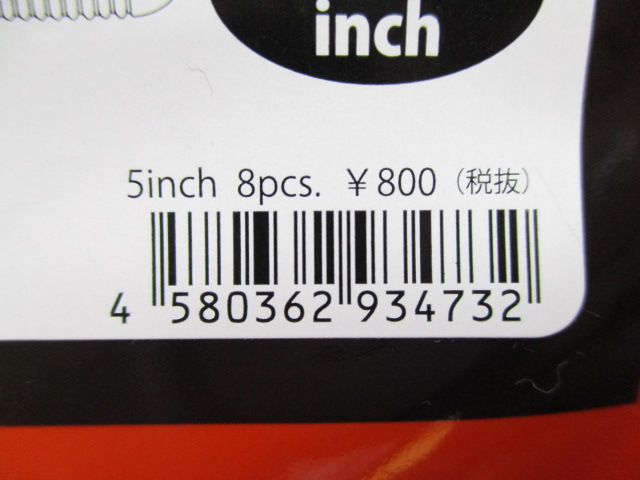 inch
5inch 8pcs. ¥800（税抜）
4 580362 934732